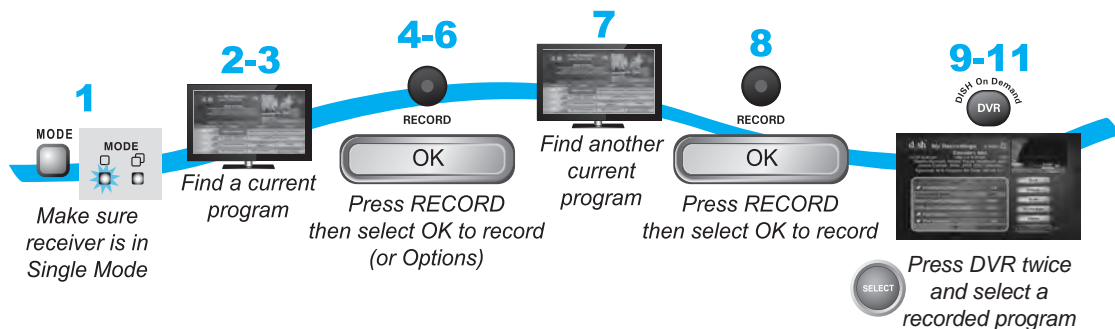 1
MODE
MODE
Make sure
receiver is in
Single Mode
2-3
Find a current
program
4-6
RECORD
OK
Press RECORD
then select OK to record
(or Options)
7
Find another
current
program
8
RECORD
OK
Press RECORD
then select OK to record
9-11
DISH On Demand
DVR
dish My Recordings
SELECT
Press DVR twice
and select a
recorded program